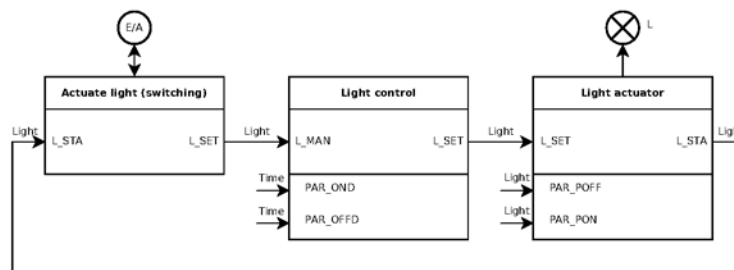 E/A
L
Actuate light (switching)
Light control
Light actuator
Light
L_STA
L_SET
Light
L_MAN
L_SET
Light
L_SET
L_STA
Light
Time
PAR_OND
Time
PAR_OFFD
Light
PAR_POFF
Light
PAR_PON